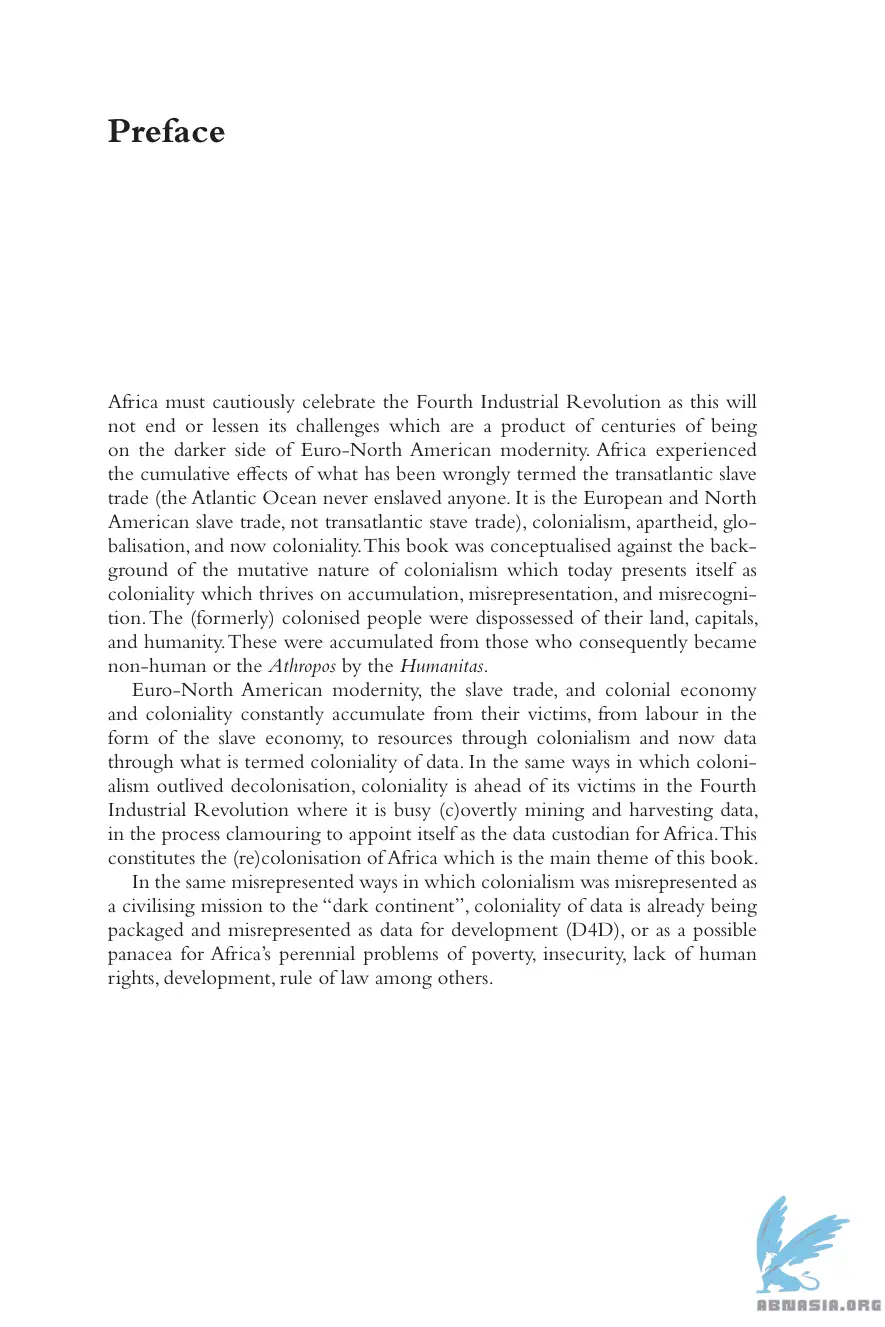 Preface
Africa must cautiously celebrate the Fourth Industrial Revolution as this will
not end or lessen its challenges which are a product of centuries of being
on the darker side of Euro-North American modernity. Africa experienced
the cumulative effects of what has been wrongly termed the transatlantic slave
trade (the Atlantic Ocean never enslaved anyone. It is the European and North
American slave trade, not transatlantic stave trade), colonialism, apartheid, glo-
balisation, and now coloniality. This book was conceptualised against the back-
ground of the mutative nature of colonialism which today presents itself as
coloniality which thrives on accumulation, misrepresentation, and misrecogni-
tion. The (formerly) colonised people were dispossessed of their land, capitals,
and humanity. These were accumulated from those who consequently became
non-human or the Athropos by the Humanitas.
Euro-North American modernity, the slave trade, and colonial economy
and coloniality constantly accumulate from their victims, from labour in the
form of the slave economy, to resources through colonialism and now data
through what is termed coloniality of data. In the same ways in which coloni-
alism outlived decolonisation, coloniality is ahead of its victims in the Fourth
Industrial Revolution where it is busy (c)overtly mining and harvesting data,
in the process clamouring to appoint itself as the data custodian for Africa. This
constitutes the (re)colonisation of Africa which is the main theme of this book.
In the same misrepresented ways in which colonialism was misrepresented as
a civilising mission to the “dark continent”, coloniality of data is already being
packaged and misrepresented as data for development (D4D), or as a possible
panacea for Africa’s perennial problems of poverty, insecurity, lack of human
rights, development, rule of law among others.
ABNASIA.ORG